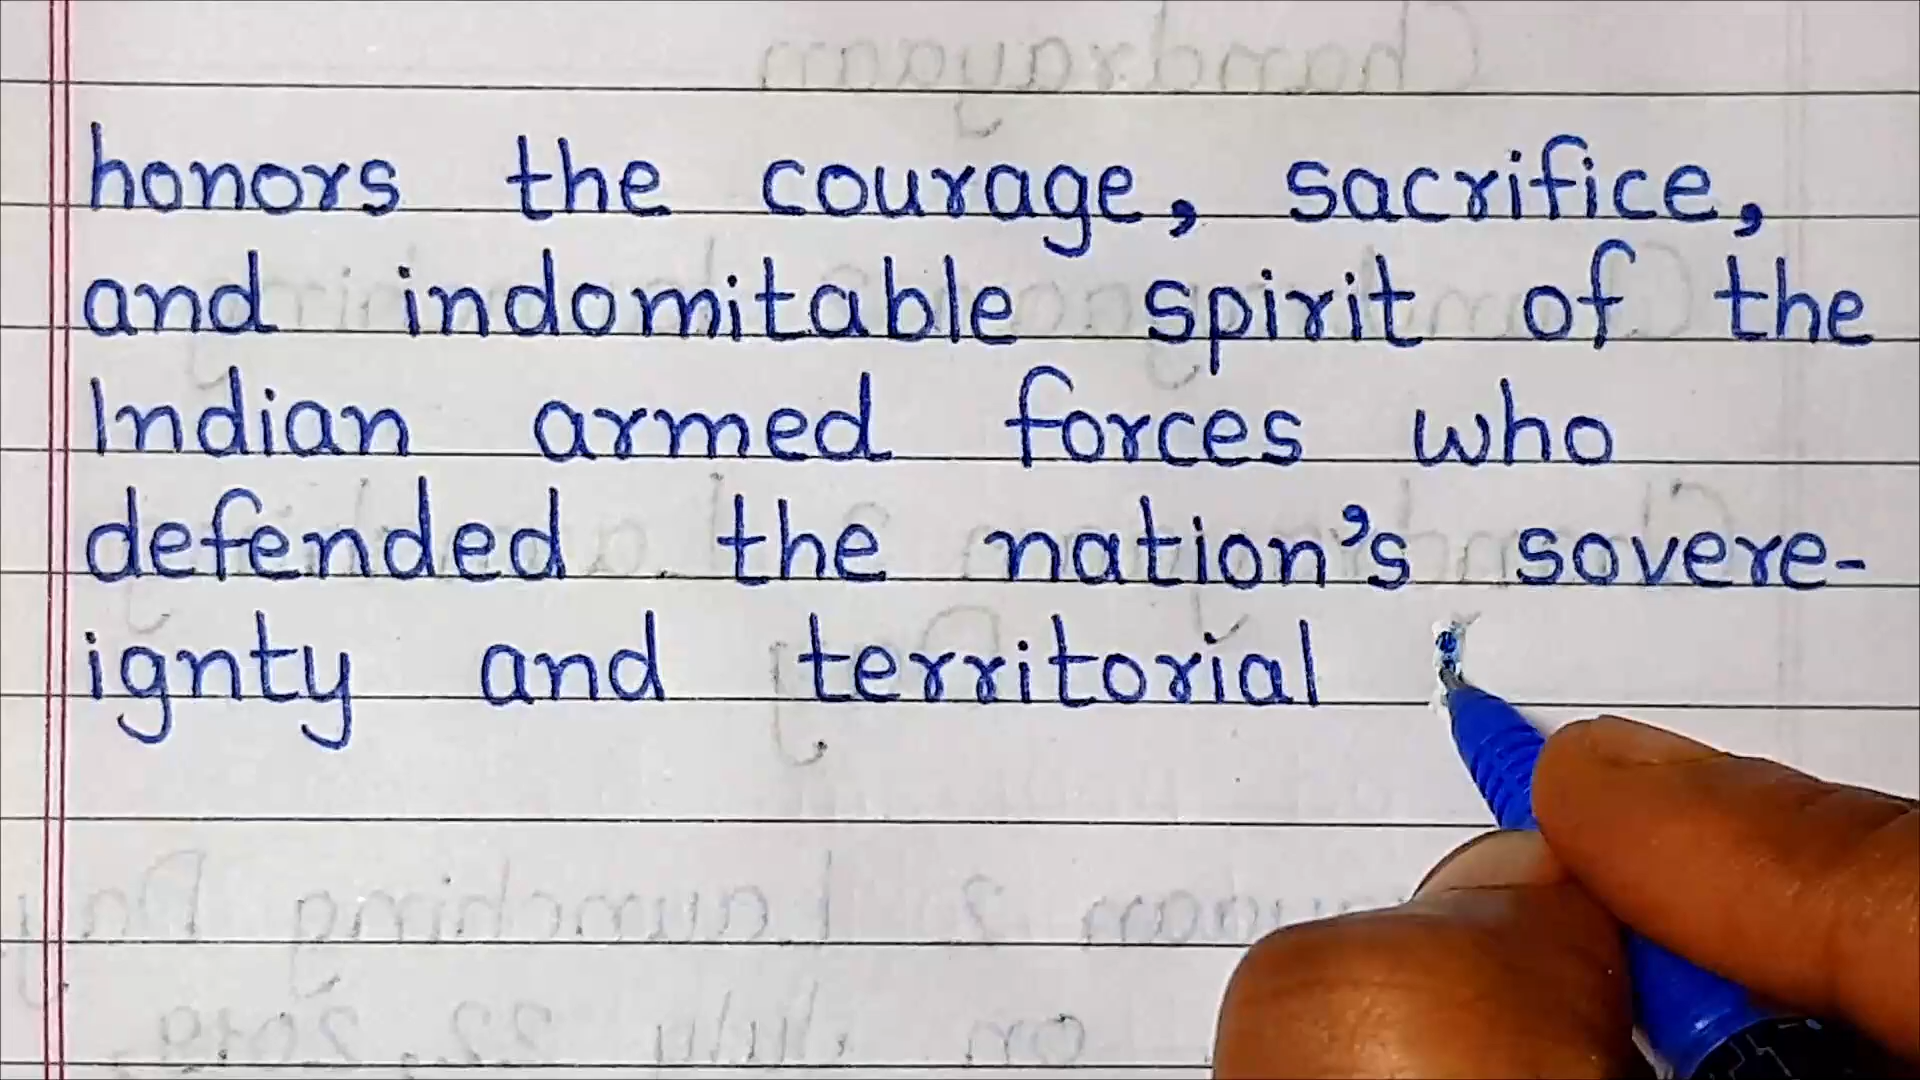 honors the courage, sacrifice,
and indomitable spirit of the
Indian armed forces who
defended the nation's sovere-
ignty and territorial